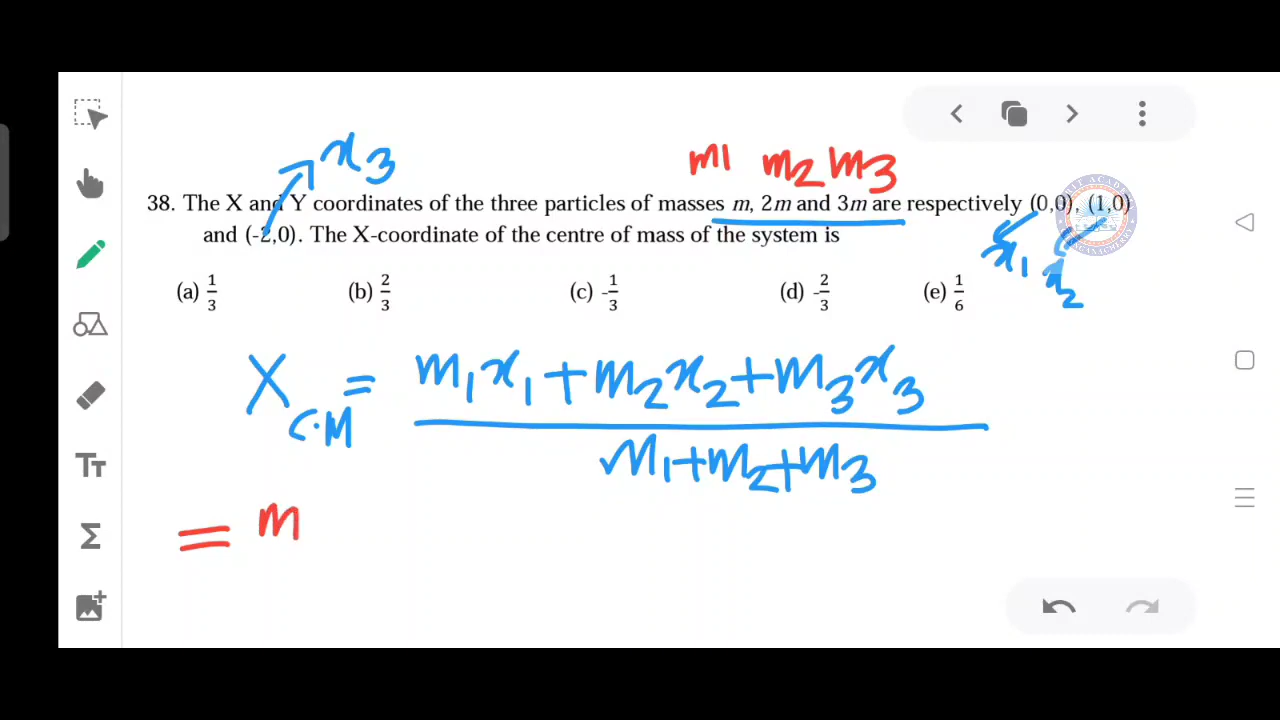 x3
m1 m2 m3
38. The X and Y coordinates of the three particles of masses m, 2m and 3m are respectively (0,0), (1,0)
and (-2,0). The X-coordinate of the centre of mass of the system is
x1 x2
(a) 1/3 (b) 2/3 (c) -1/3 (d) -2/3 (e) 1/6
X C.M = m1x1+m2x2+m3x3
m1+m2+m3
= m
Tт
Σ